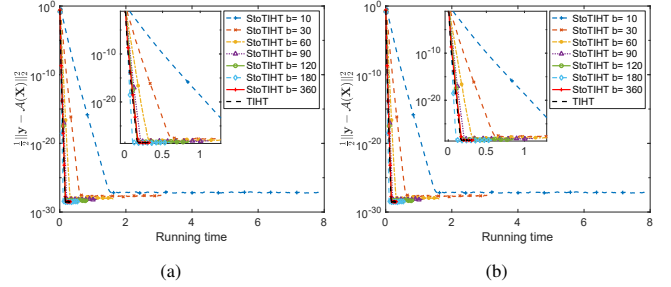 10^0
10^{-10}
10^{-20}
10^{-30}
0 2 4 6 8
Running time
\frac{1}{2}||y − A(X)||_2^2
10^{-10}
10^{-20}
0 0.5 1
StoTIHT b= 10
StoTIHT b= 30
StoTIHT b= 60
StoTIHT b= 90
StoTIHT b= 120
StoTIHT b= 180
StoTIHT b= 360
TIHT
(a)
10^0
10^{-10}
10^{-20}
10^{-30}
0 2 4 6 8
Running time
\frac{1}{2}||y − A(X)||_2^2
10^{-10}
10^{-20}
0 0.5 1
StoTIHT b= 10
StoTIHT b= 30
StoTIHT b= 60
StoTIHT b= 90
StoTIHT b= 120
StoTIHT b= 180
StoTIHT b= 360
TIHT
(b)